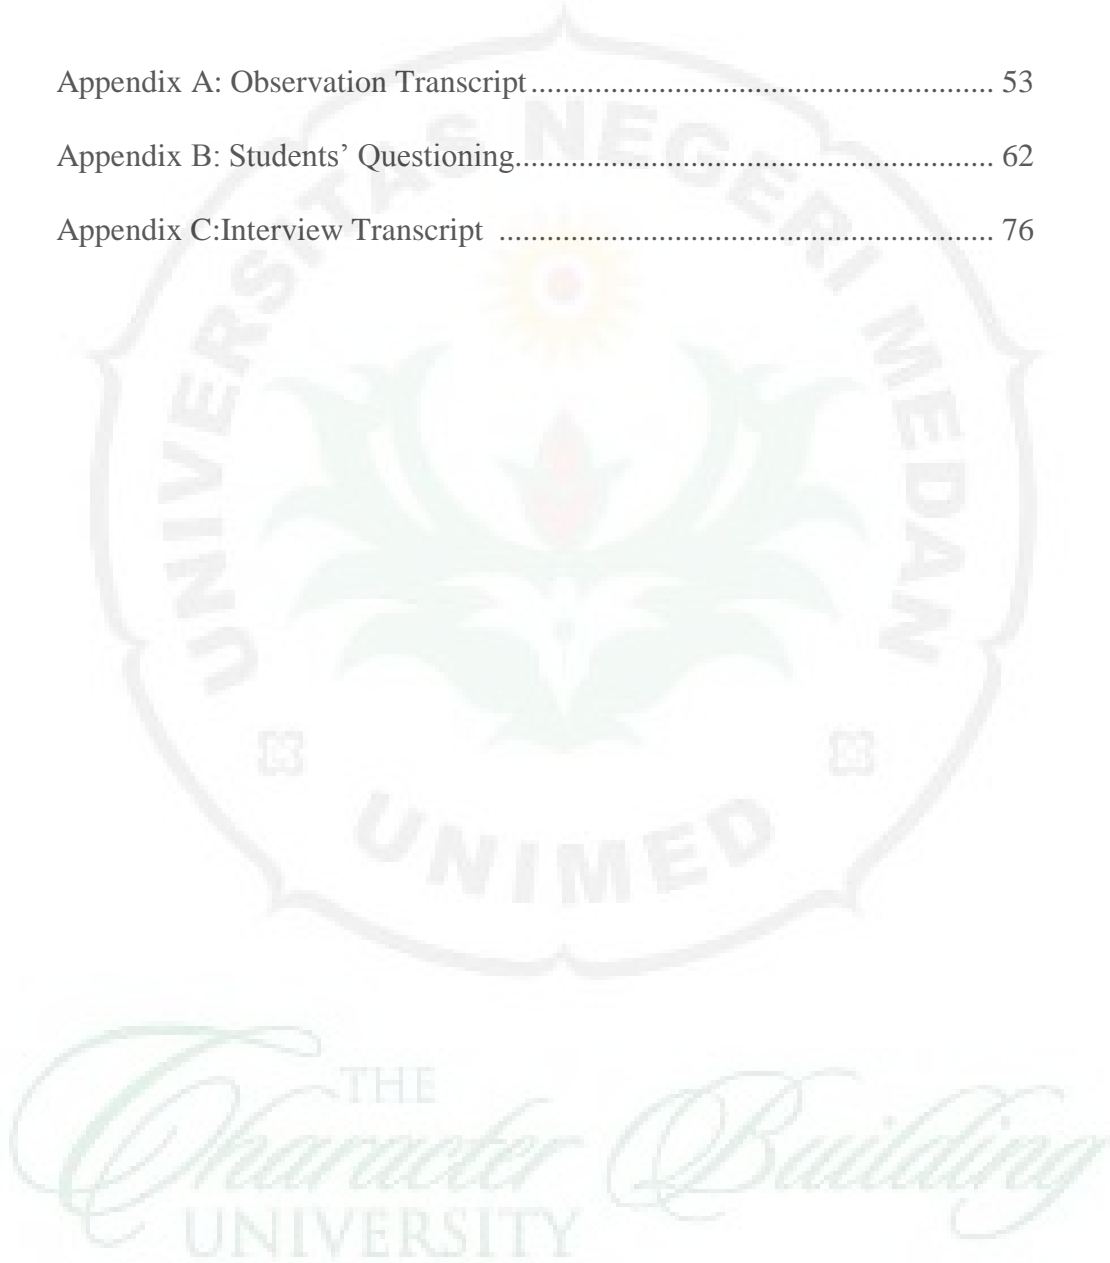 Appendix A: Observation Transcript............................................................ 53
Appendix B: Students’ Questioning............................................................. 62
Appendix C:Interview Transcript ................................................................ 76
UNIVERSITAS NEGERI MEDAN
UNIMED
THE
Character Building
UNIVERSITY